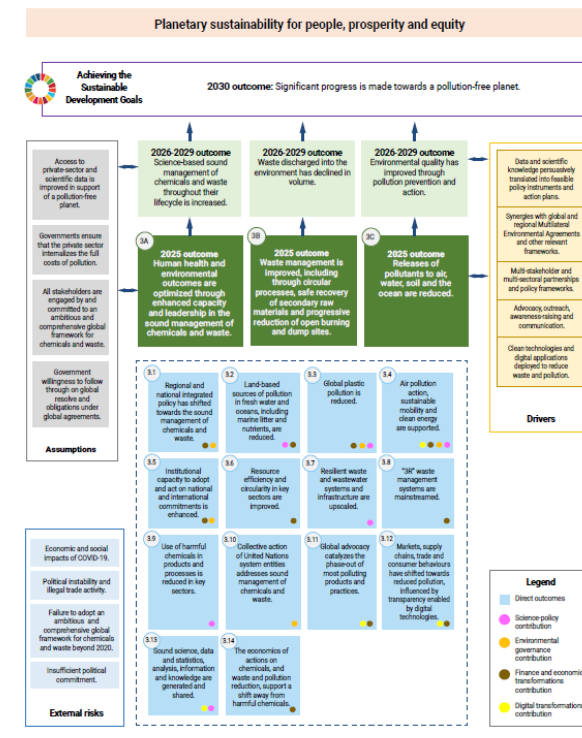 Planetary sustainability for people, prosperity and equity
Achieving the
Sustainable
Development Goals
2030 outcome: Significant progress is made towards a pollution-free planet.
Access to
private-sector and
scientific data is
improved in support
of a pollution-free
planet.
Governments ensure
that the private sector
internalizes the full
costs of pollution.
All stakeholders are
engaged by and
committed to an
ambitious and
comprehensive global
framework for
chemicals and waste.
Government
willingness to follow
through on global
resolve and
obligations under
global agreements.
Assumptions
2026-2029 outcome
Science-based sound
management of
chemicals and waste
throughout their
lifecycle is increased.
2026-2029 outcome
Waste discharged into the
environment has declined in
volume.
2026-2029 outcome
Environmental quality has
improved through
pollution prevention and
action.
3A
2025 outcome
Human health and
environmental
outcomes are
optimized through
enhanced capacity
and leadership in the
sound management of
chemicals and waste.
3B
2025 outcome
Waste management is
improved, including
through circular
processes, safe recovery
of secondary raw
materials and progressive
reduction of open burning
and dump sites.
3C
2025 outcome
Releases of
pollutants to air,
water, soil and the
ocean are reduced.
Data and scientific
knowledge persuasively
translated into feasible
policy instruments and
action plans.
Synergies with global and
regional Multilateral
Environmental Agreements
and other relevant
frameworks.
Multi-stakeholder and
multi-sectoral partnerships
and policy frameworks.
Advocacy, outreach,
awareness-raising and
communication.
Clean technologies and
digital applications
deployed to reduce
waste and pollution.
Drivers
3.1
Regional and
national integrated
policy has shifted
towards the sound
management of
chemicals and
waste.
3.2
Land-based
sources of pollution
in fresh water and
oceans, including
marine litter and
nutrients, are
reduced.
3.3
Global plastic
pollution is
reduced.
3.4
Air pollution
action,
sustainable
mobility and
clean energy
are supported.
3.5
Institutional
capacity to adopt
and act on national
and international
commitments is
enhanced.
3.6
Resource
efficiency and
circularity in key
sectors are
improved.
3.7
Resilient waste
and wastewater
systems and
infrastructure are
upscaled.
3.8
"3R" waste
management
systems are
mainstreamed.
3.9
Use of harmful
chemicals in
products and
processes is
reduced in key
sectors.
3.10
Collective action
of United Nations
system entities
addresses sound
management of
chemicals and
waste.
3.11
Global advocacy
catalyzes the
phase-out of
most polluting
products and
practices.
3.12
Markets, supply
chains, trade and
consumer behaviours
have shifted towards
reduced pollution,
influenced by
transparency enabled
by digital
technologies.
3.13
Sound science, data
and statistics,
analysis, information
and knowledge are
generated and
shared.
3.14
The economics of
actions on
chemicals, and
waste and pollution
reduction, support a
shift away from
harmful chemicals.
Economic and social
impacts of COVID-19.
Political instability and
illegal trade activity.
Failure to adopt an
ambitious and
comprehensive global
framework for chemicals
and waste beyond 2020.
Insufficient political
commitment.
External risks
Legend
Direct outcomes
Science-policy
contribution
Environmental
governance
contribution
Finance and economic
transformations
contribution
Digital transformations
contribution